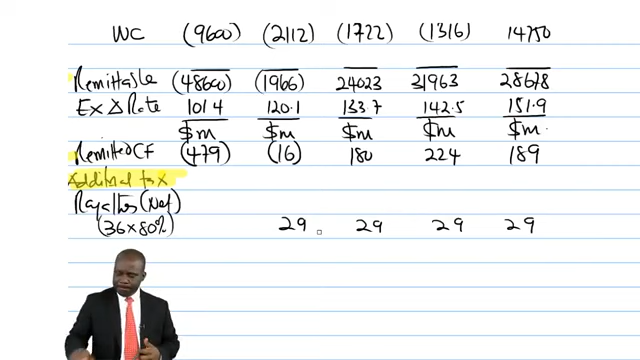 WC (9600) (2112) (1722) (1316) 14750
Remittable (48600) (1966) 24023 31963 28678
Ex Δ Rate 101.4 120.1 133.7 142.5 151.9
$m $m $m $m $m
Remitted CF (479) (16) 180 224 189
Additional tax
Royalties (Net)
(36 x 80%) 29 29 29 29